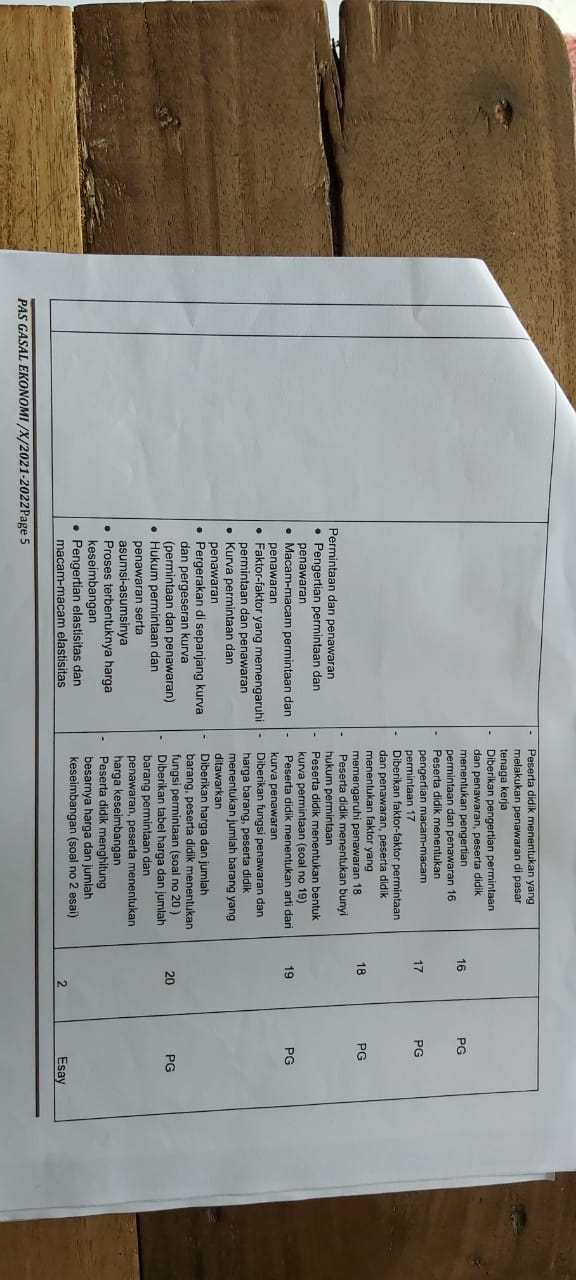 Permintaan dan penawaran
• Pengertian permintaan dan
penawaran
• Macam-macam permintaan dan
penawaran
• Faktor-faktor yang memengaruhi
permintaan dan penawaran
• Kurva permintaan dan
penawaran
• Pergerakan di sepanjang kurva
dan pergeseran kurva
(permintaan dan penawaran)
• Hukum permintaan dan
penawaran serta
asumsi-asumsinya
• Proses terbentuknya harga
keseimbangan
• Pengertian elastisitas dan
macam-macam elasitsitas
- Peserta didik menentukan yang
melakukan penawaran di pasar
tenaga kerja
Diberikan pengertian permintaan
dan penawaran, peserta didik
menentukan pengertian
permintaan dan penawaran 16
- Peserta didik menentukan
pengertian macam-macam
permintaan 17
- Diberikan faktor-faktor permintaan
dan penawaran, peserta didik
menentukan faktor yang
memengaruhi penawaran 18
- Peserta didik menentukan bunyi
hukum permintaan
- Peserta didik menentukan bentuk
kurva permintaan (soal no 19)
- Peserta didik menentukan arti dari
kurva penawaran
- Diberikan fungsi penawaran dan
harga barang, peserta didik
menentukan jumlah barang yang
ditawarkan
- Diberikan harga dan jumlah
barang, peserta didik menentukan
fungsi permintaan (soal no 20 )
- Diberikan tabel harga dan jumlah
barang permintaan dan
penawaran, peserta menentukan
harga keseimbangan
- Peserta didik menghitung
besarnya harga dan jumlah
keseimbangan (soal no 2 esai)
16 PG
17 PG
18 PG
19 PG
20 PG
2 Esay
PAS GASAL EKONOMI /X/2021-2022Page 5